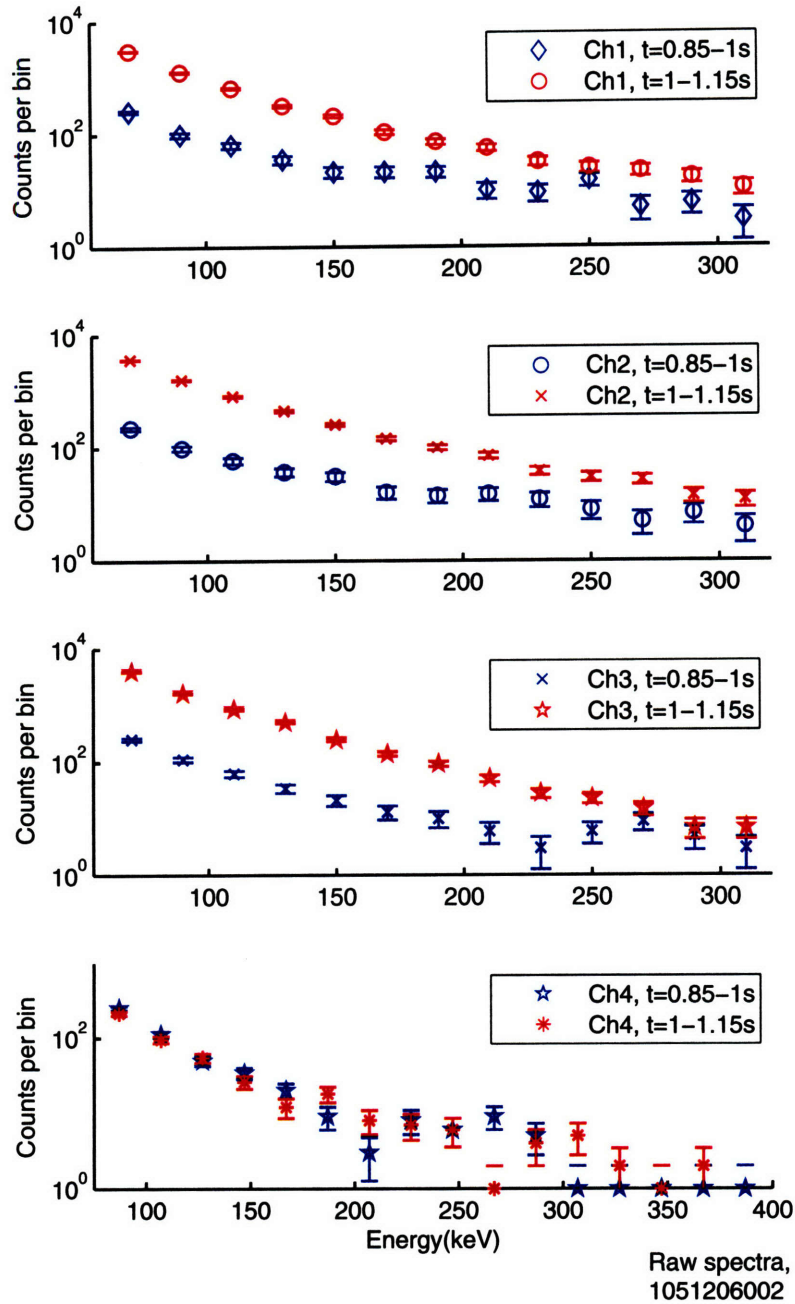 10^4
Counts per bin
10^2
10^0
Ch1, t=0.85−1s
Ch1, t=1−1.15s
100 150 200 250 300
10^4
Counts per bin
10^2
10^0
Ch2, t=0.85−1s
Ch2, t=1−1.15s
100 150 200 250 300
10^4
Counts per bin
10^2
10^0
Ch3, t=0.85−1s
Ch3, t=1−1.15s
100 150 200 250 300
Counts per bin
10^2
10^0
Ch4, t=0.85−1s
Ch4, t=1−1.15s
100 150 200 250 300 350 400
Energy(keV)
Raw spectra,
1051206002